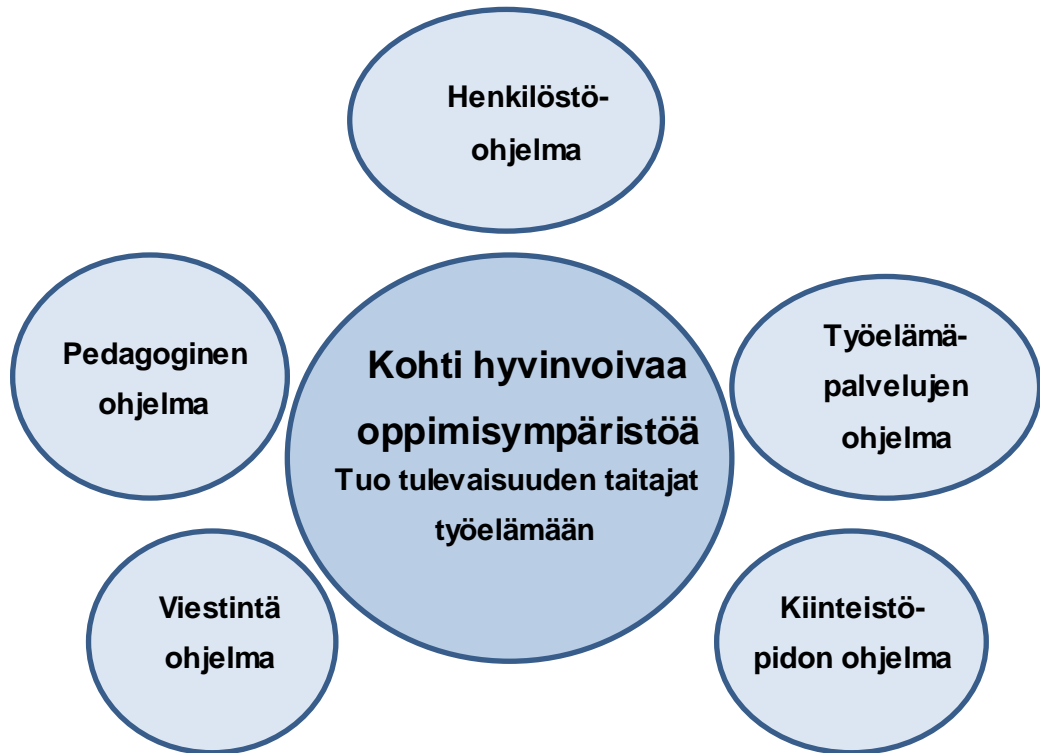 Henkilöstö-
ohjelma
Pedagoginen
ohjelma
Kohti hyvinvoivaa
oppimisympäristöä
Tuo tulevaisuuden taitajat
työelämään
Työelämä-
palvelujen
ohjelma
Viestintä
ohjelma
Kiinteistö-
pidon ohjelma